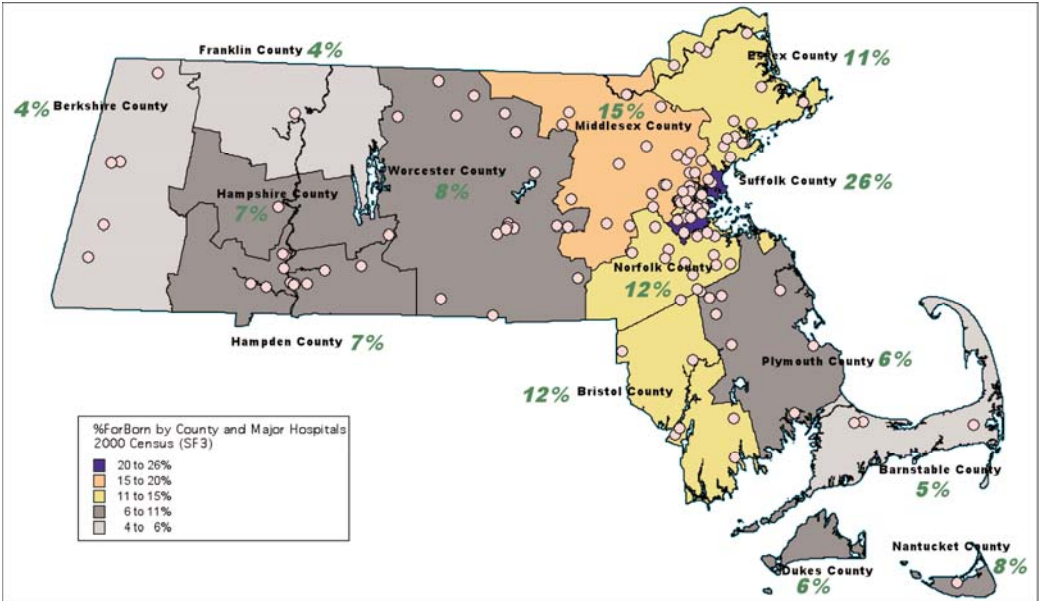 Franklin County 4%
Essex County 11%
4% Berkshire County
15%
Middlesex County
Worcester County
8%
Suffolk County 26%
Hampshire County
7%
Norfolk County
12%
Hampden County 7%
Plymouth County 6%
12% Bristol County
%ForBorn by County and Major Hospitals
2000 Census (SF3)
20 to 26%
15 to 20%
11 to 15%
6 to 11%
4 to 6%
Barnstable County
5%
Nantucket County
8%
Dukes County
6%